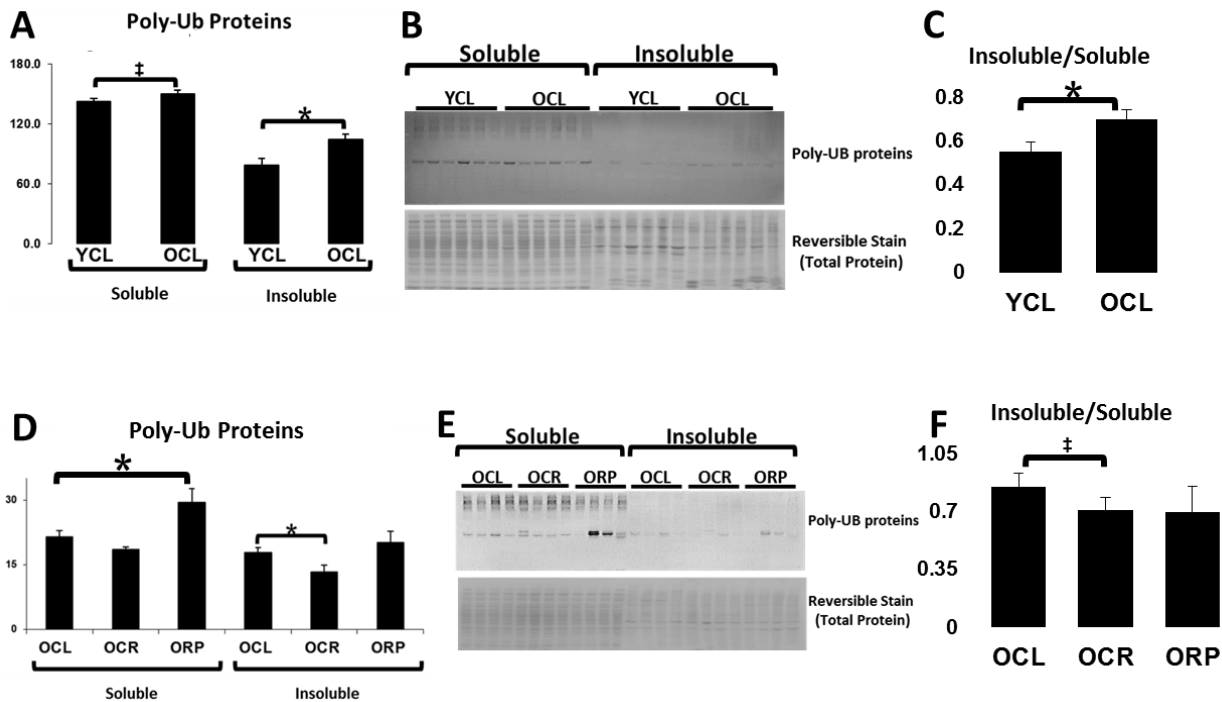 A
Poly-Ub Proteins
180.0
120.0
60.0
0.0
‡
*
YCL OCL YCL OCL
Soluble Insoluble
B
Soluble Insoluble
YCL OCL YCL OCL
Poly-UB proteins
Reversible Stain
(Total Protein)
C
Insoluble/Soluble
0.8
0.6
0.4
0.2
0
*
YCL OCL
D
Poly-Ub Proteins
30
15
0
*
*
OCL OCR ORP OCL OCR ORP
Soluble Insoluble
E
Soluble Insoluble
OCL OCR ORP OCL OCR ORP
Poly-UB proteins
Reversible Stain
(Total Protein)
F
Insoluble/Soluble
1.05
0.7
0.35
0
‡
OCL OCR ORP